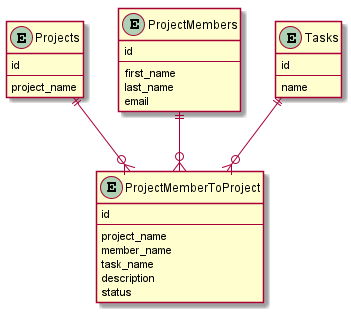 E Projects
id
project_name
E ProjectMembers
id
first_name
last_name
email
E Tasks
id
name
E ProjectMemberToProject
id
project_name
member_name
task_name
description
status